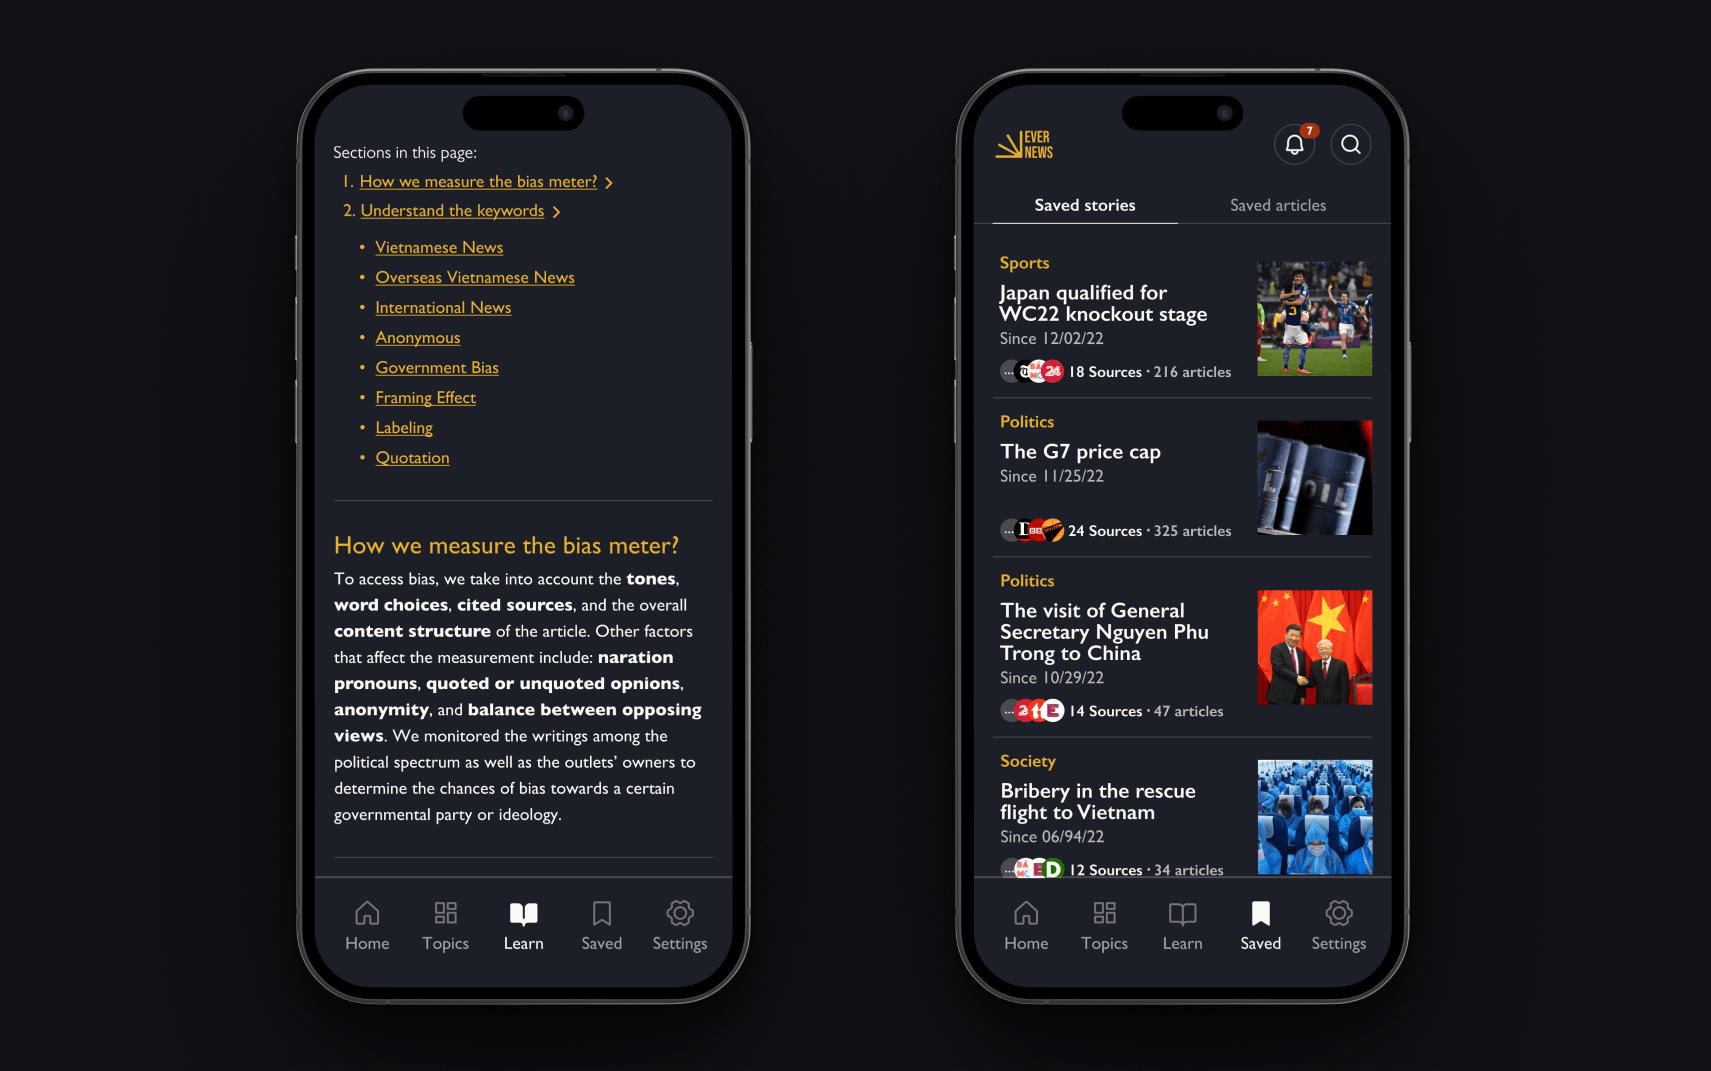 Sections in this page:
1. How we measure the bias meter? >
2. Understand the keywords >
• Vietnamese News
• Overseas Vietnamese News
• International News
• Anonymous
• Government Bias
• Framing Effect
• Labeling
• Quotation
How we measure the bias meter?
To access bias, we take into account the tones,
word choices, cited sources, and the overall
content structure of the article. Other factors
that affect the measurement include: naration
pronouns, quoted or unquoted opnions,
anonymity, and balance between opposing
views. We monitored the writings among the
political spectrum as well as the outlets’ owners to
determine the chances of bias towards a certain
governmental party or ideology.
Home Topics Learn Saved Settings
EVER
NEWS
7
Saved stories Saved articles
Sports
Japan qualified for
WC22 knockout stage
Since 12/02/22
... 24 18 Sources · 216 articles
Politics
The G7 price cap
Since 11/25/22
OIL
... BBC 24 Sources · 325 articles
Politics
The visit of General
Secretary Nguyen Phu
Trong to China
Since 10/29/22
... 2 t E 14 Sources · 47 articles
Society
Bribery in the rescue
flight to Vietnam
Since 06/94/22
... E D 12 Sources · 34 articles
Home Topics Learn Saved Settings